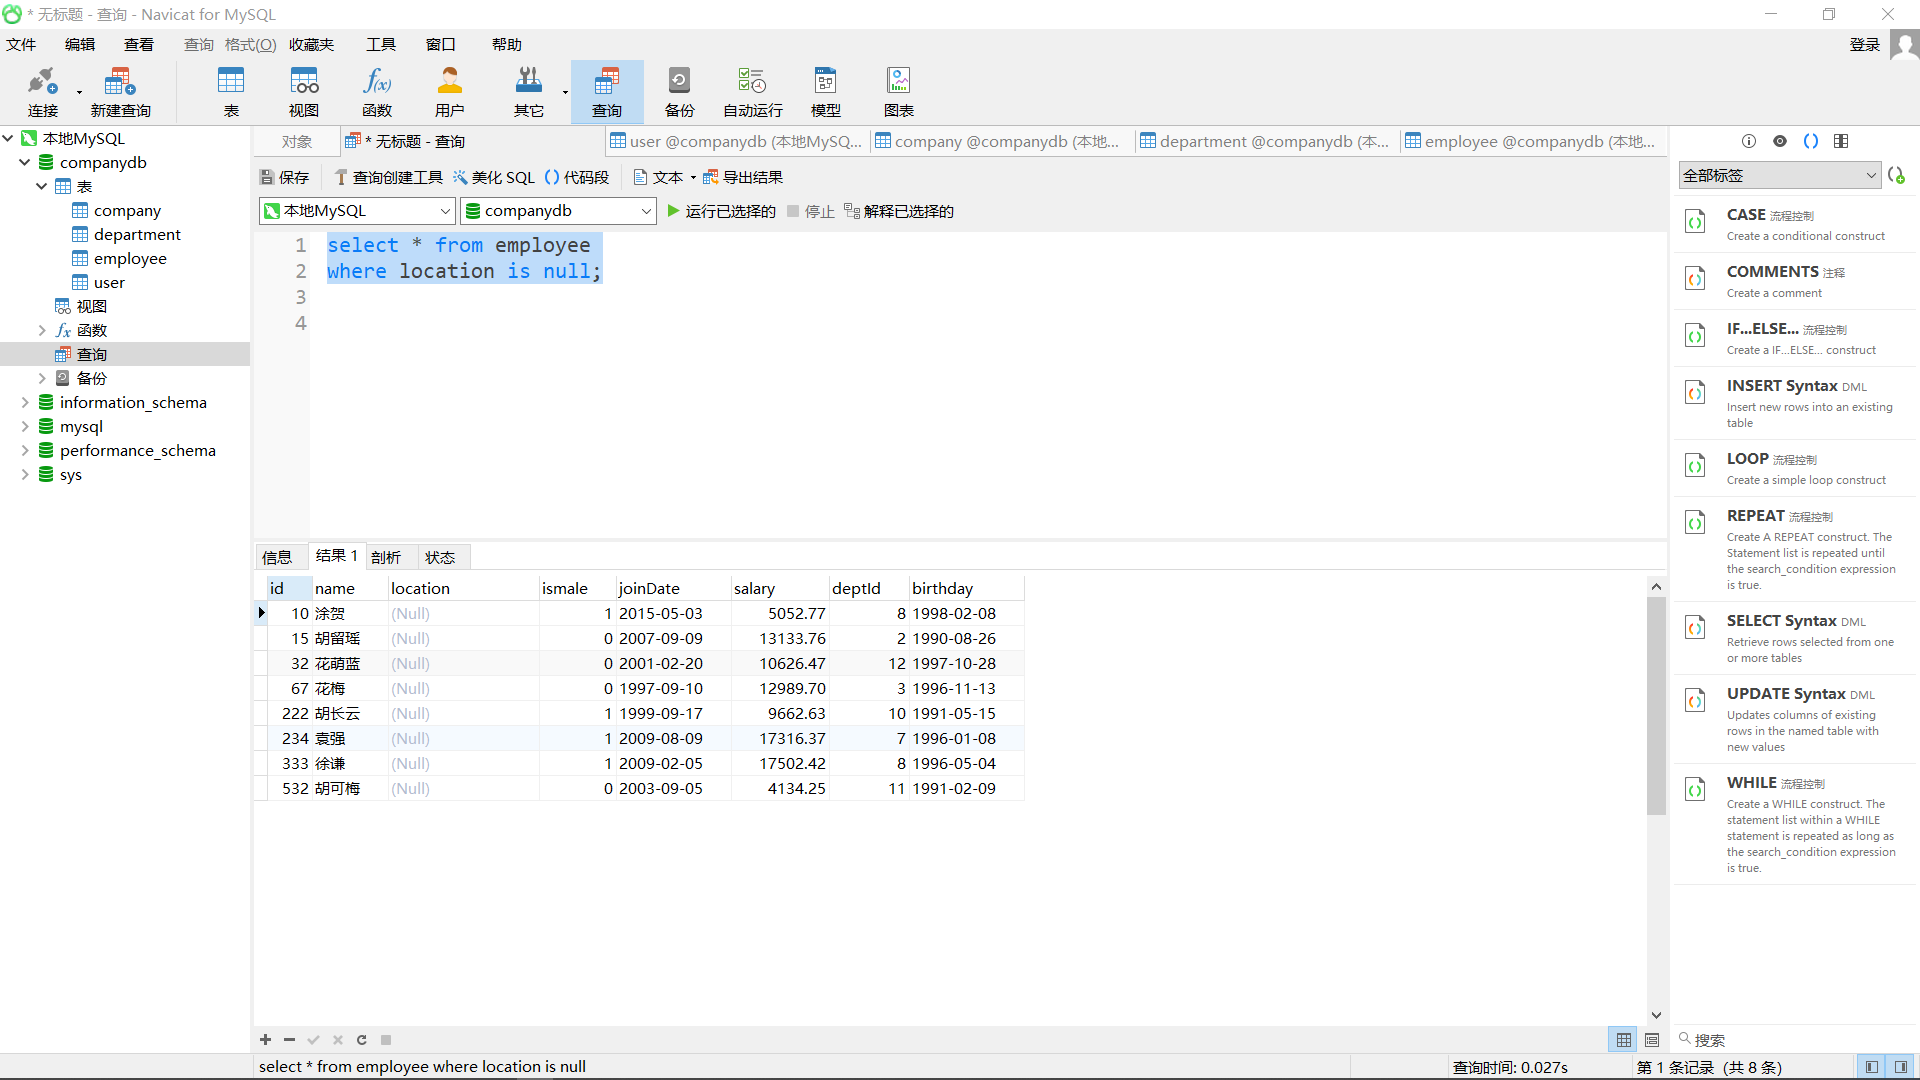 * 无标题 - 查询 - Navicat for MySQL
文件 编辑 查看 查询 格式(O) 收藏夹 工具 窗口 帮助 登录
连接 新建查询 表 视图 函数 用户 其它 查询 备份 自动运行 模型 图表
本地MySQL
companydb
表
company
department
employee
user
视图
函数
查询
备份
information_schema
mysql
performance_schema
sys
对象 * 无标题 - 查询 user @companydb (本地MySQ... company @companydb (本地... department @companydb (本... employee @companydb (本地...
保存 查询创建工具 美化 SQL () 代码段 文本 导出结果
本地MySQL companydb 运行已选择的 停止 解释已选择的
1 select * from employee
2 where location is null;
3
4
信息 结果 1 剖析 状态
id name location ismale joinDate salary deptId birthday
10 涂贺 (Null) 1 2015-05-03 5052.77 8 1998-02-08
15 胡留瑶 (Null) 0 2007-09-09 13133.76 2 1990-08-26
32 花萌蓝 (Null) 0 2001-02-20 10626.47 12 1997-10-28
67 花梅 (Null) 0 1997-09-10 12989.70 3 1996-11-13
222 胡长云 (Null) 1 1999-09-17 9662.63 10 1991-05-15
234 袁强 (Null) 1 2009-08-09 17316.37 7 1996-01-08
333 徐谦 (Null) 1 2009-02-05 17502.42 8 1996-05-04
532 胡可梅 (Null) 0 2003-09-05 4134.25 11 1991-02-09
全部标签
CASE 流程控制
Create a conditional construct
COMMENTS 注释
Create a comment
IF...ELSE... 流程控制
Create a IF...ELSE... construct
INSERT Syntax DML
Insert new rows into an existing
table
LOOP 流程控制
Create a simple loop construct
REPEAT 流程控制
Create A REPEAT construct. The
Statement list is repeated until
the search_condition expression
is true.
SELECT Syntax DML
Retrieve rows selected from one
or more tables
UPDATE Syntax DML
Updates columns of existing
rows in the named table with
new values
WHILE 流程控制
Create a WHILE construct. The
statement list within a WHILE
statement is repeated as long as
the search_condition expression
is true.
搜索
select * from employee where location is null 查询时间: 0.027s 第 1 条记录 (共 8 条)